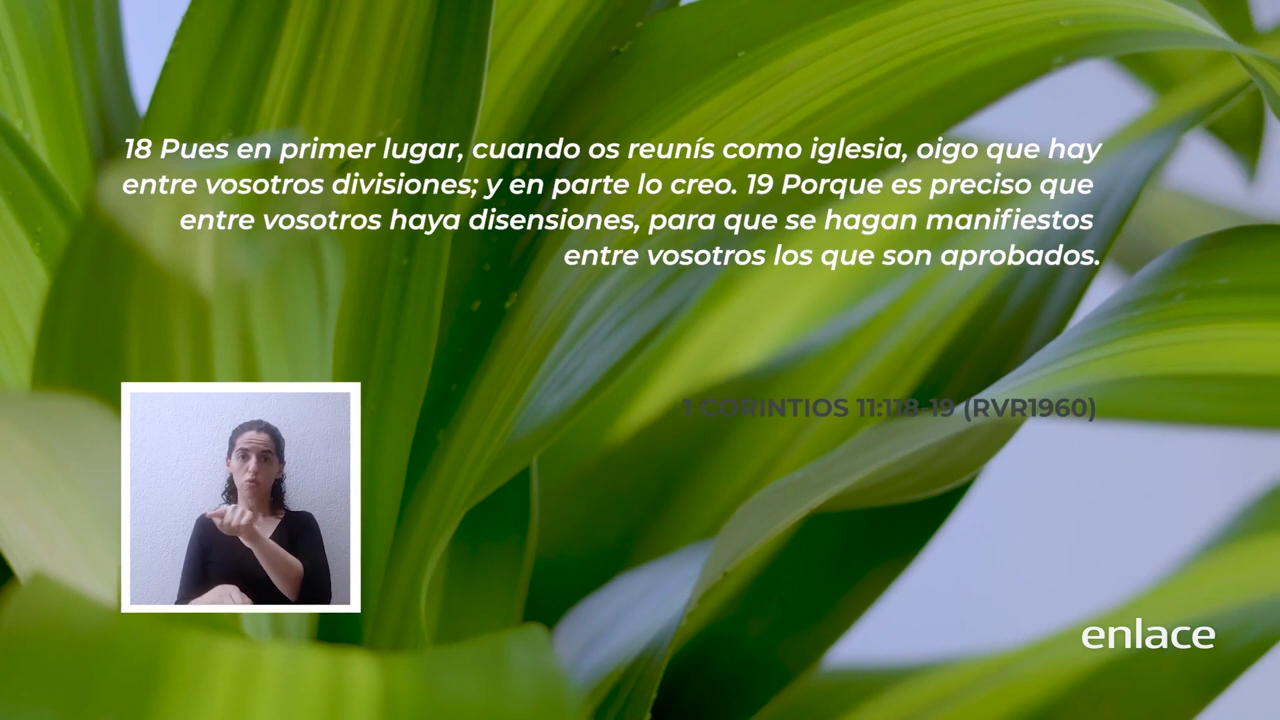 18 Pues en primer lugar, cuando os reunís como iglesia, oigo que hay
entre vosotros divisiones; y en parte lo creo. 19 Porque es preciso que
entre vosotros haya disensiones, para que se hagan manifiestos
entre vosotros los que son aprobados.
1 CORINTIOS 11:118-19 (RVR1960)
enlace